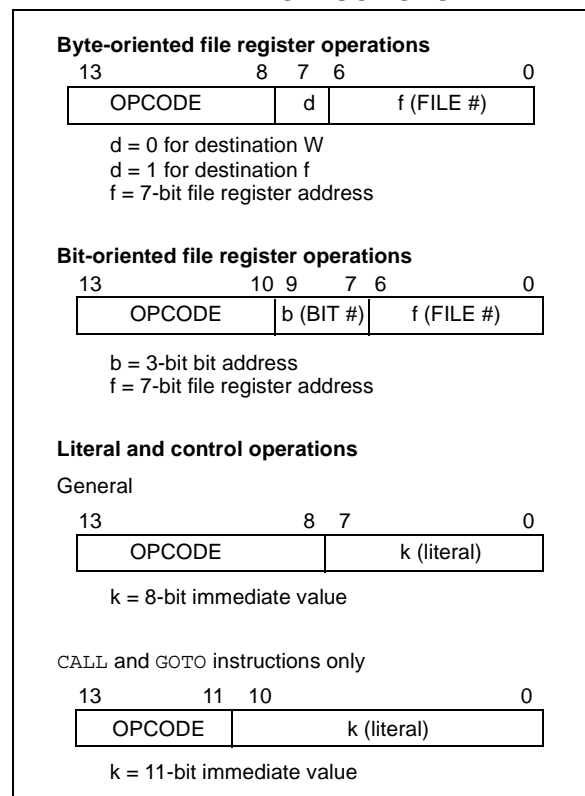 Byte-oriented file register operations
13 8 7 6 0
OPCODE d f (FILE #)
d = 0 for destination W
d = 1 for destination f
f = 7-bit file register address
Bit-oriented file register operations
13 10 9 7 6 0
OPCODE b (BIT #) f (FILE #)
b = 3-bit bit address
f = 7-bit file register address
Literal and control operations
General
13 8 7 0
OPCODE k (literal)
k = 8-bit immediate value
CALL and GOTO instructions only
13 11 10 0
OPCODE k (literal)
k = 11-bit immediate value